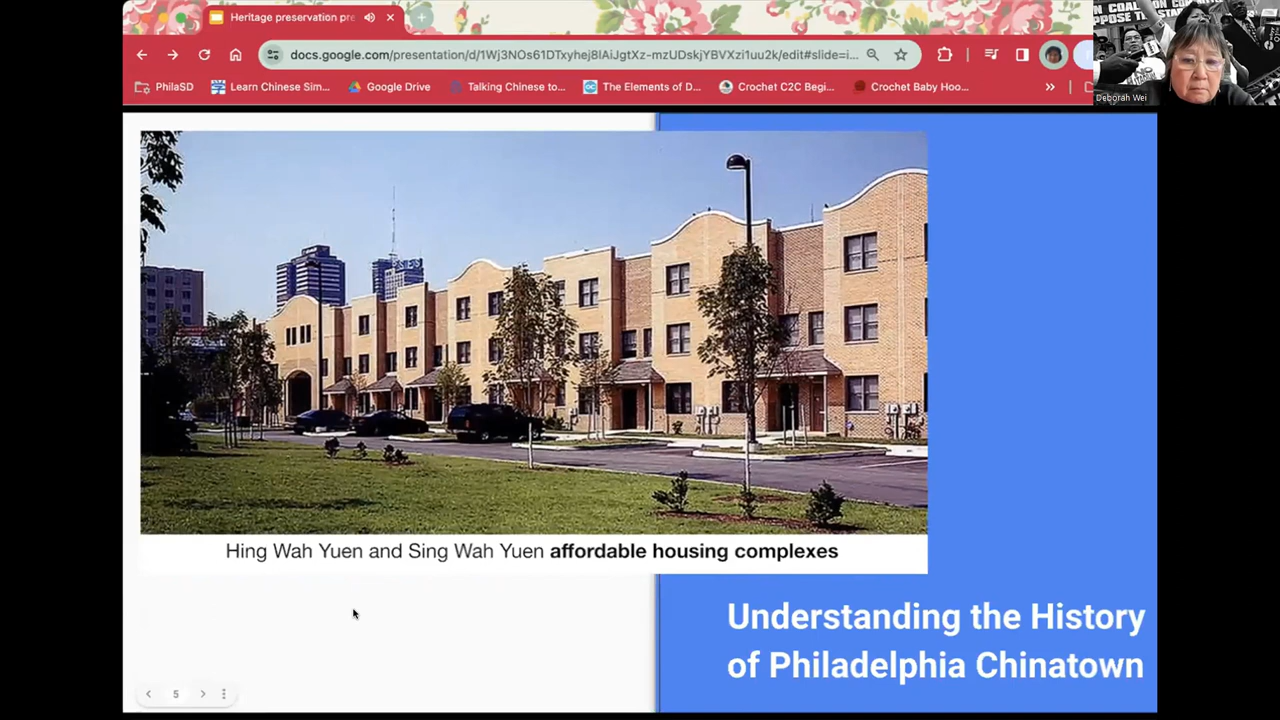 Heritage preservation pre
docs.google.com/presentation/d/1Wj3NOs61DTxyhej8IAiJgtXz-mzUDskjYBVXzi1uu2k/edit#slide=i...
PhilaSD
Learn Chinese Sim...
Google Drive
Talking Chinese to...
The Elements of D...
Crochet C2C Begi...
Crochet Baby Hoo...
»
Deborah Wei
Hing Wah Yuen and Sing Wah Yuen affordable housing complexes
Understanding the History
of Philadelphia Chinatown
5